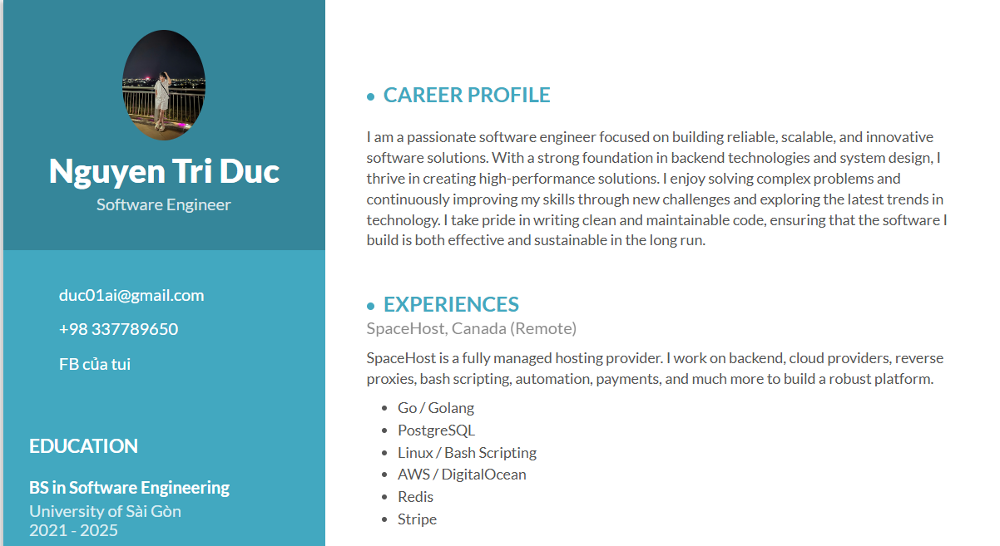 Nguyen Tri Duc
Software Engineer
duc01ai@gmail.com
+98 337789650
FB của tui
EDUCATION
BS in Software Engineering
University of Sài Gòn
2021 - 2025
CAREER PROFILE
I am a passionate software engineer focused on building reliable, scalable, and innovative
software solutions. With a strong foundation in backend technologies and system design, I
thrive in creating high-performance solutions. I enjoy solving complex problems and
continuously improving my skills through new challenges and exploring the latest trends in
technology. I take pride in writing clean and maintainable code, ensuring that the software I
build is both effective and sustainable in the long run.
EXPERIENCES
SpaceHost, Canada (Remote)
SpaceHost is a fully managed hosting provider. I work on backend, cloud providers, reverse
proxies, bash scripting, automation, payments, and much more to build a robust platform.
Go / Golang
PostgreSQL
Linux / Bash Scripting
AWS / DigitalOcean
Redis
Stripe